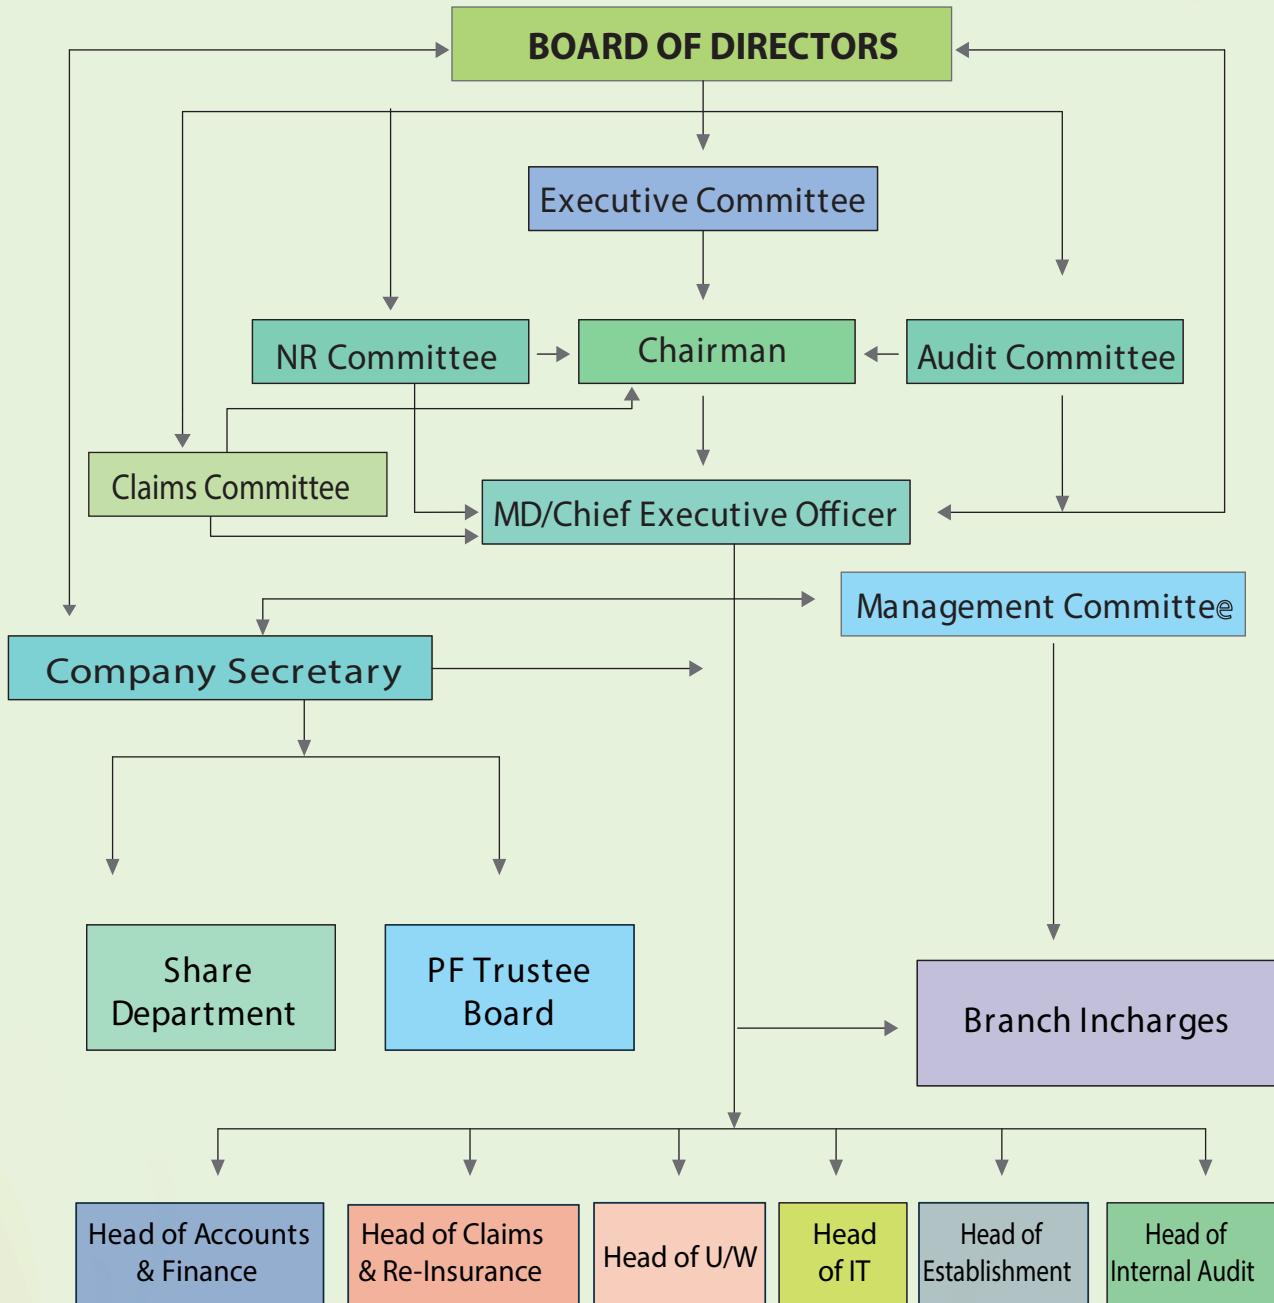 BOARD OF DIRECTORS
Executive Committee
NR Committee
Chairman
Audit Committee
Claims Committee
MD/Chief Executive Officer
Management Committee
Company Secretary
Share
Department
PF Trustee
Board
Branch Incharges
Head of Accounts
& Finance
Head of Claims
& Re-Insurance
Head of U/W
Head
of IT
Head of
Establishment
Head of
Internal Audit